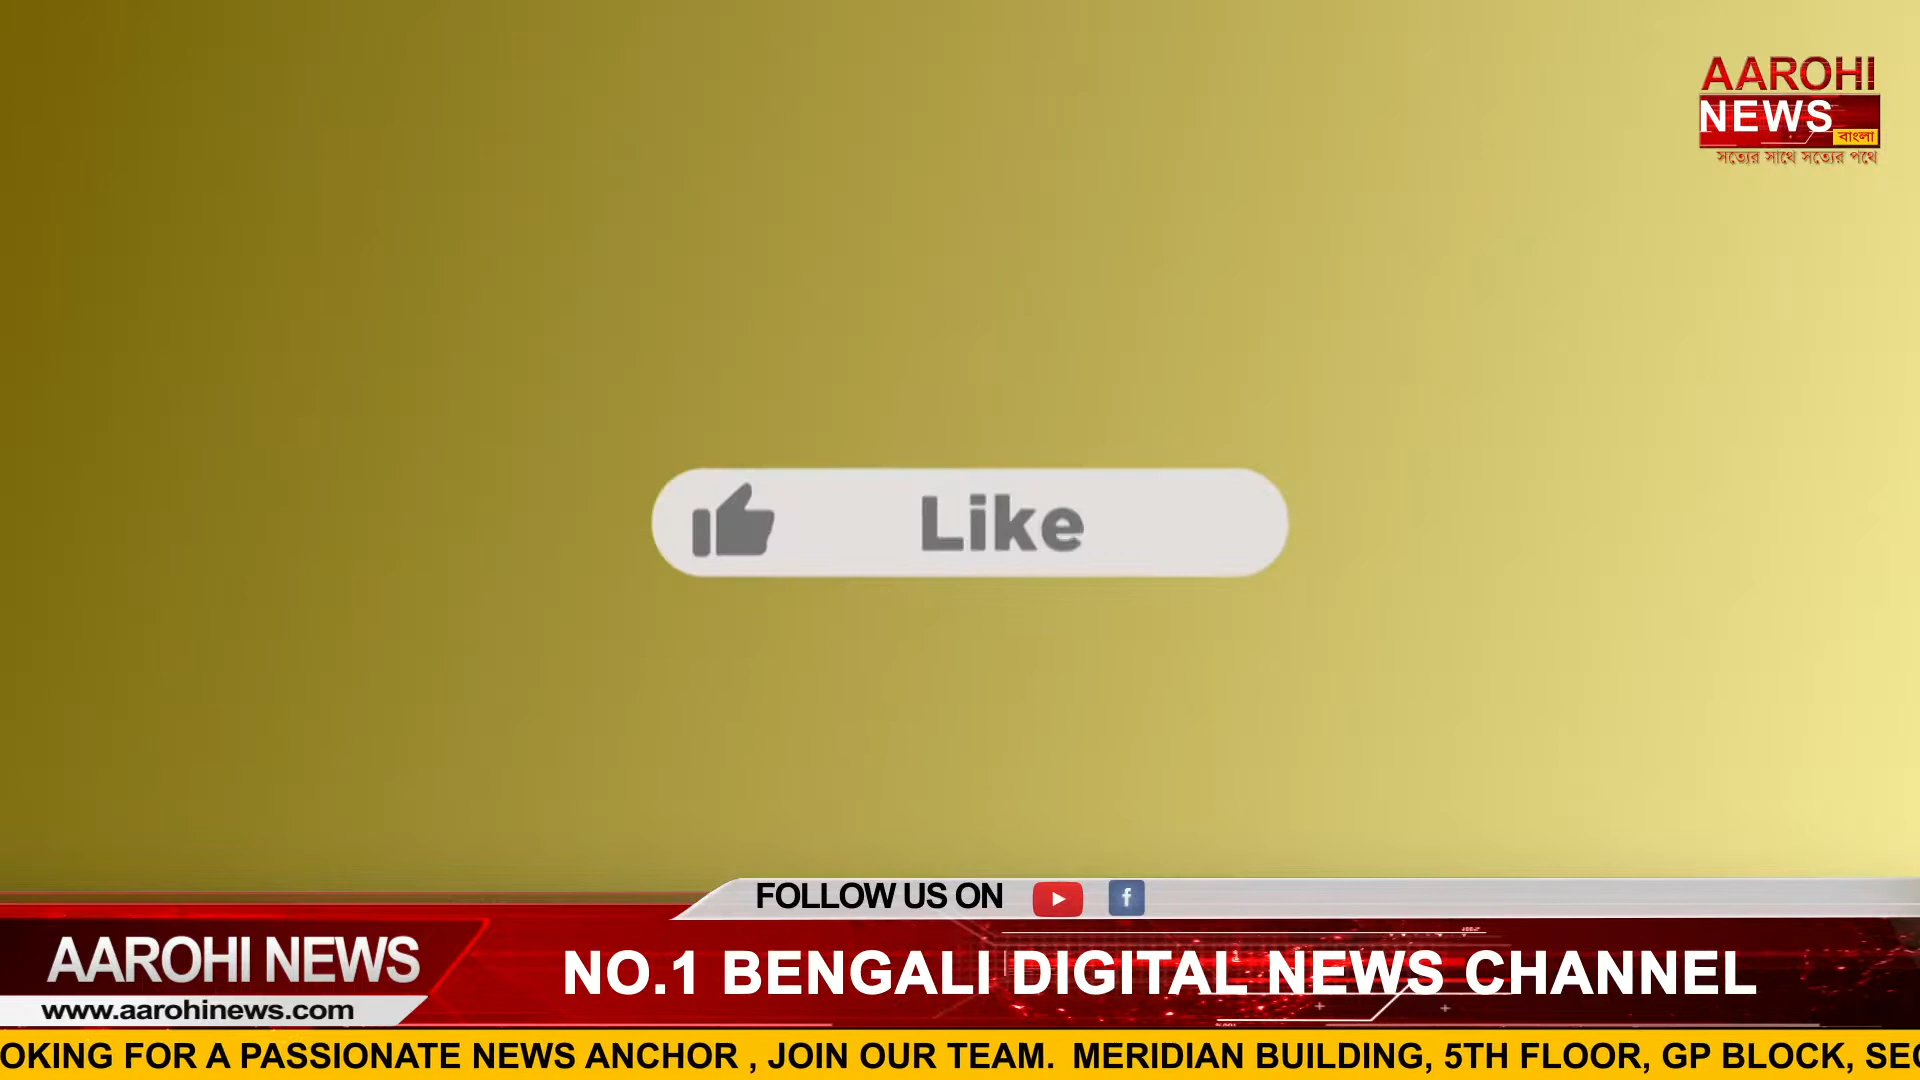 AAROHI
NEWS
বাংলা
সত্যের সাথে সত্যের পথে
Like
FOLLOW US ON
AAROHI NEWS
NO.1 BENGALI DIGITAL NEWS CHANNEL
www.aarohinews.com
OKING FOR A PASSIONATE NEWS ANCHOR , JOIN OUR TEAM. MERIDIAN BUILDING, 5TH FLOOR, GP BLOCK, SEC